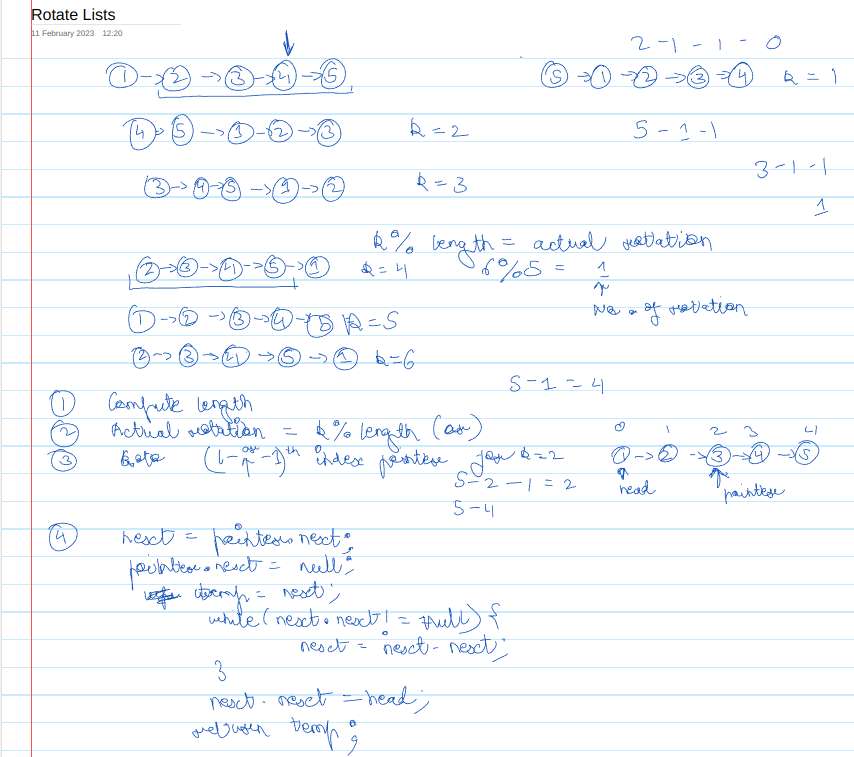 Rotate Lists
11 February 2023 12:20
2 - 1 - 1 - 0
1 -> 2 -> 3 -> 4 -> 5
5 -> 1 -> 2 -> 3 -> 4 k = 1
4 -> 5 -> 1 -> 2 -> 3 k = 2
5 - 1 - 1
3 -> 4 -> 5 -> 1 -> 2 k = 3
3 - 1 - 1
1
k % length = actual rotation
2 -> 3 -> 4 -> 5 -> 1 k = 4
6 % 5 = 1
↑
No. of rotation
1 -> 2 -> 3 -> 4 -> 5 k = 5
2 -> 3 -> 4 -> 5 -> 1 k = 6
5 - 1 = 4
1 Compute length
2 Actual rotation = k % length (ar)
3 (l - ar - 1)th index pointer for k = 2
5 - 2 - 1 = 2
5 - 4
0 1 2 3 4
1 -> 2 -> 3 -> 4 -> 5
head pointer
4 next = pointer.next;
pointer.next = null;
temp = next;
while (next.next != null) {
next = next.next;
}
next.next = head;
return temp;